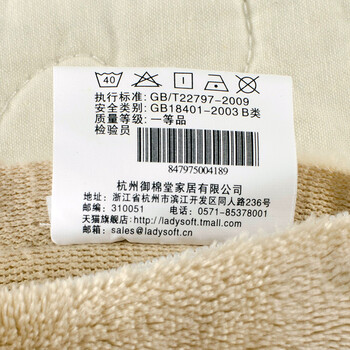 40
执行标准: GB/T22797-2009
安全类别: GB18401-2003 B类
质量等级: 一等品
检验员
847975004189
杭州御棉堂家居有限公司
地址: 浙江省杭州市滨江开发区同人路236号
邮编: 310051 电话: 0571-85378001
天猫旗舰店: http://ladysoft.tmall.com
邮箱: sales@ladysoft.com